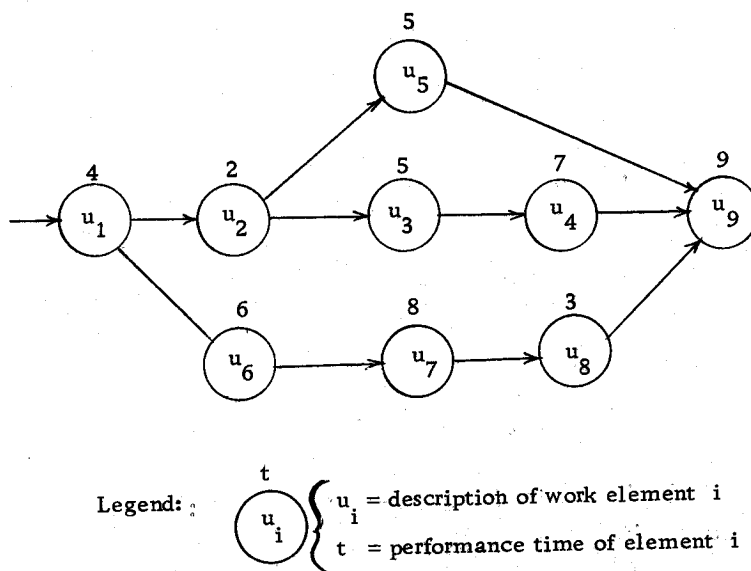 5
u5
4
2
5
7
9
u1
u2
u3
u4
u9
6
8
3
u6
u7
u8
t
Legend:
ui
ui = description of work element i
t = performance time of element i